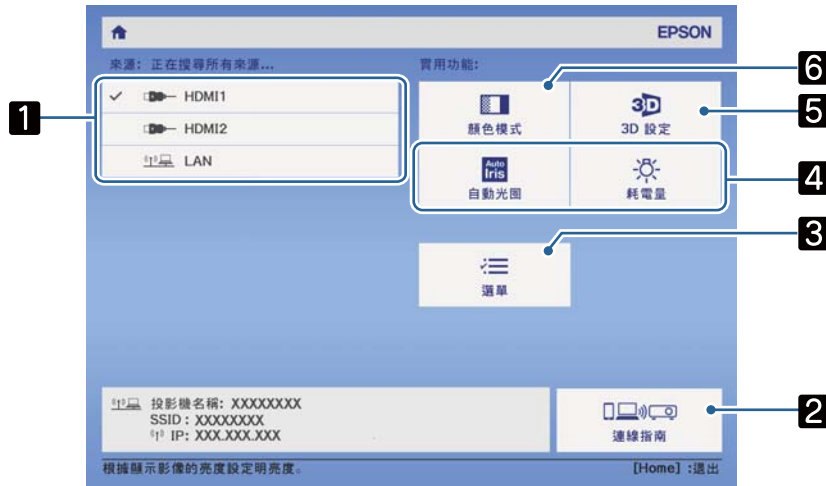 EPSON
來源: 正在搜尋所有來源...
實用功能:
HDMI1
HDMI2
LAN
顏色模式
3D
3D 設定
Auto
Iris
自動光圈
耗電量
選單
投影機名稱: XXXXXXXX
SSID : XXXXXXXX
IP: XXX.XXX.XXX
連線指南
根據顯示影像的亮度設定明亮度。
[Home] :退出
1
6
5
4
3
2